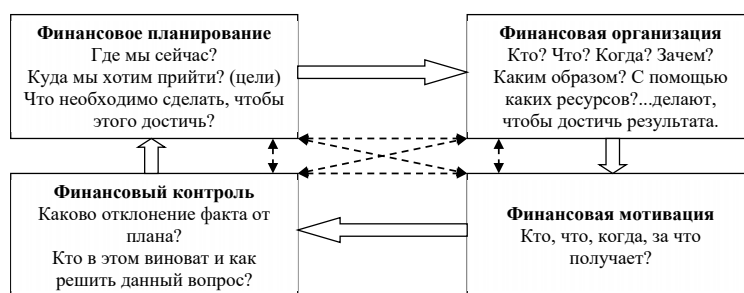 Финансовое планирование
Где мы сейчас?
Куда мы хотим прийти? (цели)
Что необходимо сделать, чтобы
этого достичь?
Финансовая организация
Кто? Что? Когда? Зачем?
Каким образом? С помощью
каких ресурсов?...делают,
чтобы достичь результата.
Финансовый контроль
Каково отклонение факта от
плана?
Кто в этом виноват и как
решить данный вопрос?
Финансовая мотивация
Кто, что, когда, за что
получает?